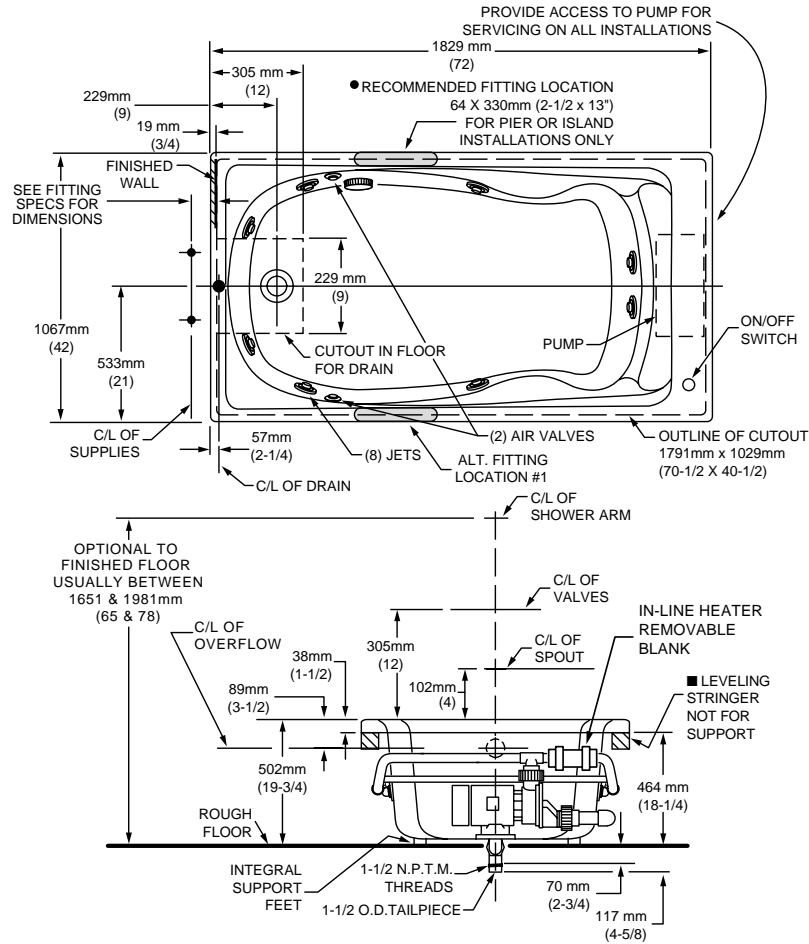 PROVIDE ACCESS TO PUMP FOR
SERVICING ON ALL INSTALLATIONS
1829 mm
(72)
305 mm
(12)
● RECOMMENDED FITTING LOCATION
64 X 330mm (2-1/2 x 13")
FOR PIER OR ISLAND
INSTALLATIONS ONLY
229mm
(9)
19 mm
(3/4)
FINISHED
WALL
SEE FITTING
SPECS FOR
DIMENSIONS
229 mm
(9)
1067mm
(42)
533mm
(21)
CUTOUT IN FLOOR
FOR DRAIN
PUMP
ON/OFF
SWITCH
C/L OF
SUPPLIES
57mm
(2-1/4)
C/L OF DRAIN
(8) JETS
(2) AIR VALVES
ALT. FITTING
LOCATION #1
OUTLINE OF CUTOUT
1791mm x 1029mm
(70-1/2 X 40-1/2)
C/L OF
SHOWER ARM
OPTIONAL TO
FINISHED FLOOR
USUALLY BETWEEN
1651 & 1981mm
(65 & 78)
C/L OF
VALVES
C/L OF
OVERFLOW
305mm
(12)
C/L OF
SPOUT
IN-LINE HEATER
REMOVABLE
BLANK
38mm
(1-1/2)
89mm
(3-1/2)
102mm
(4)
■ LEVELING
STRINGER
NOT FOR
SUPPORT
502mm
(19-3/4)
464 mm
(18-1/4)
ROUGH
FLOOR
INTEGRAL
SUPPORT
FEET
1-1/2 N.P.T.M.
THREADS
1-1/2 O.D.TAILPIECE
70 mm
(2-3/4)
117 mm
(4-5/8)